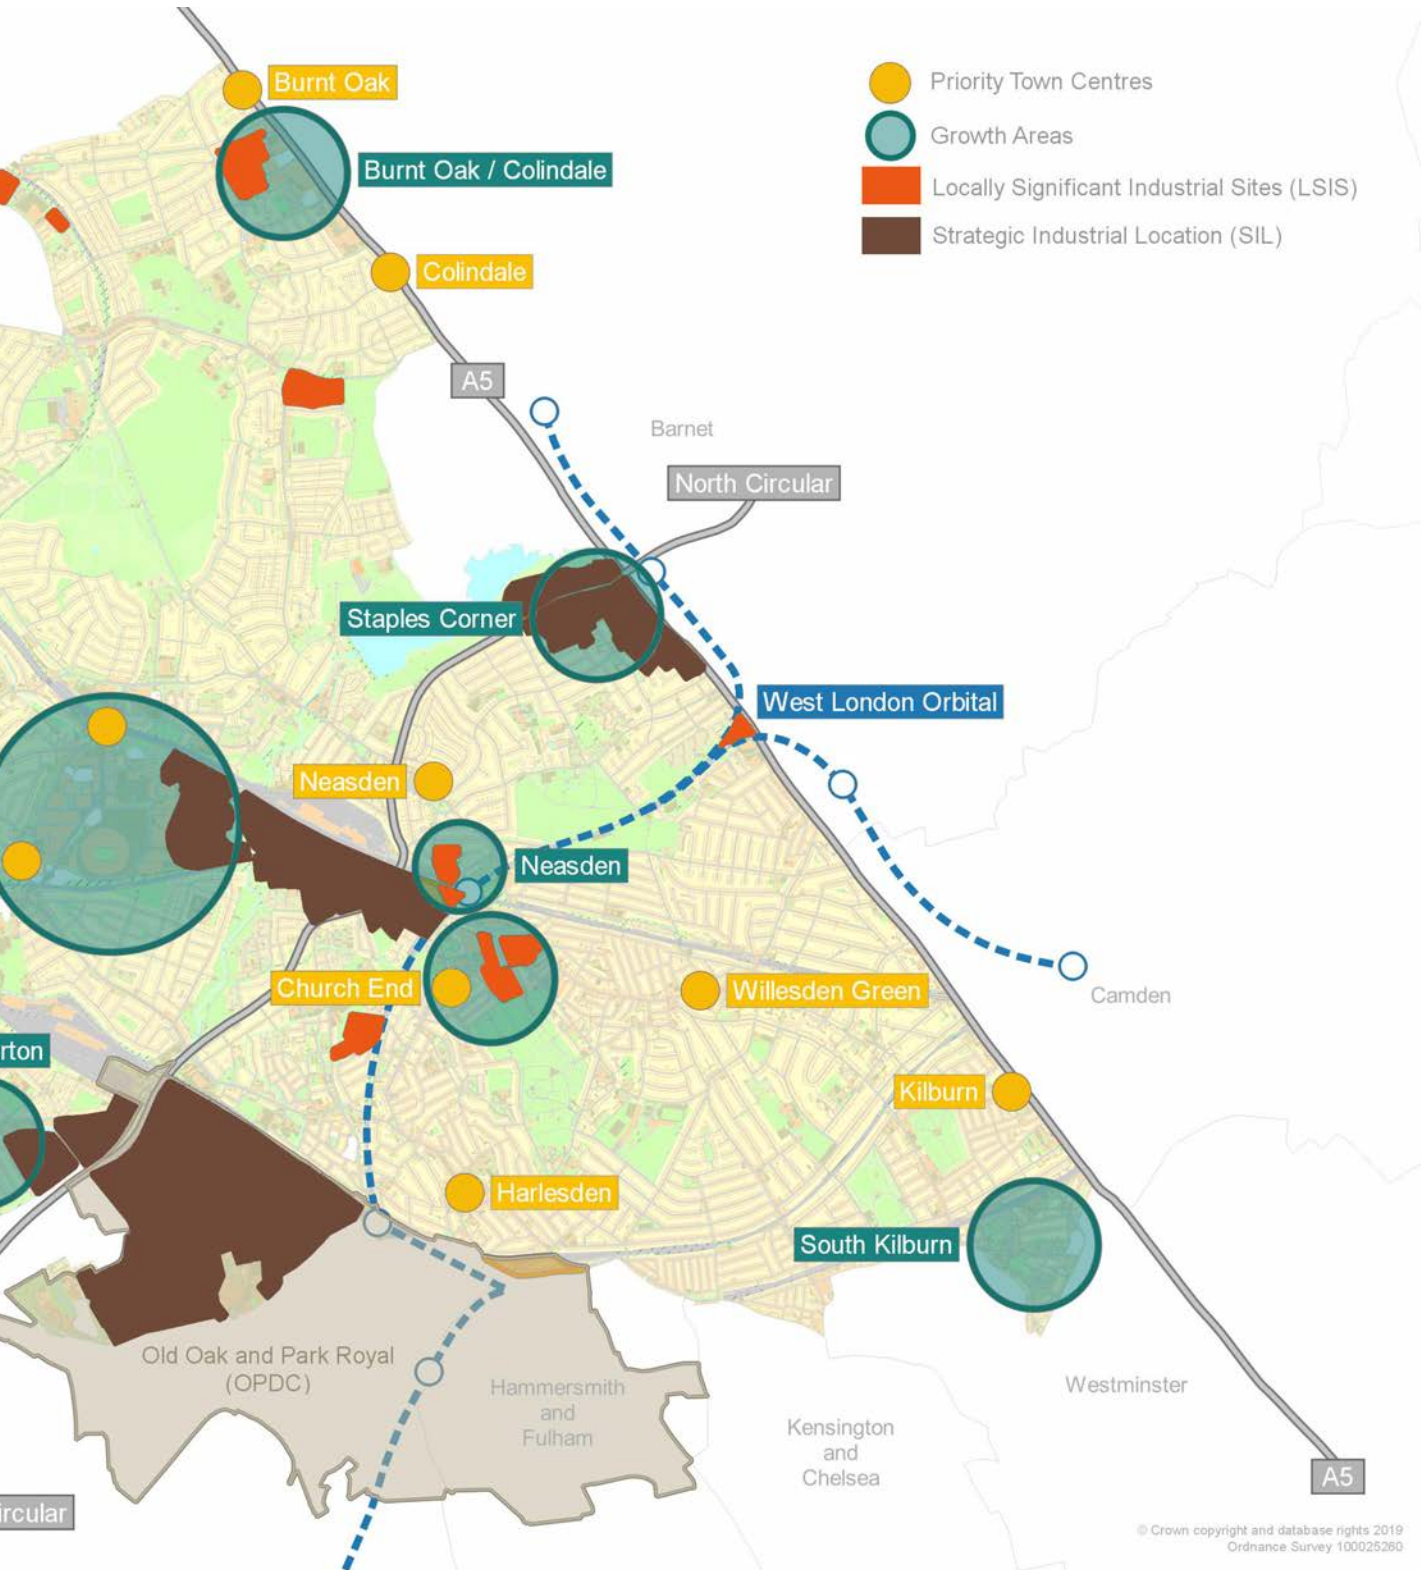 Burnt Oak
Priority Town Centres
Growth Areas
Burnt Oak / Colindale
Locally Significant Industrial Sites (LSIS)
Strategic Industrial Location (SIL)
Colindale
A5
Barnet
North Circular
Staples Corner
West London Orbital
Neasden
Neasden
Church End
Willesden Green
Camden
rton
Kilburn
Harlesden
South Kilburn
Old Oak and Park Royal
(OPDC)
Hammersmith
and
Fulham
Westminster
Kensington
and
Chelsea
A5
ircular
© Crown copyright and database rights 2019
Ordnance Survey 100025260